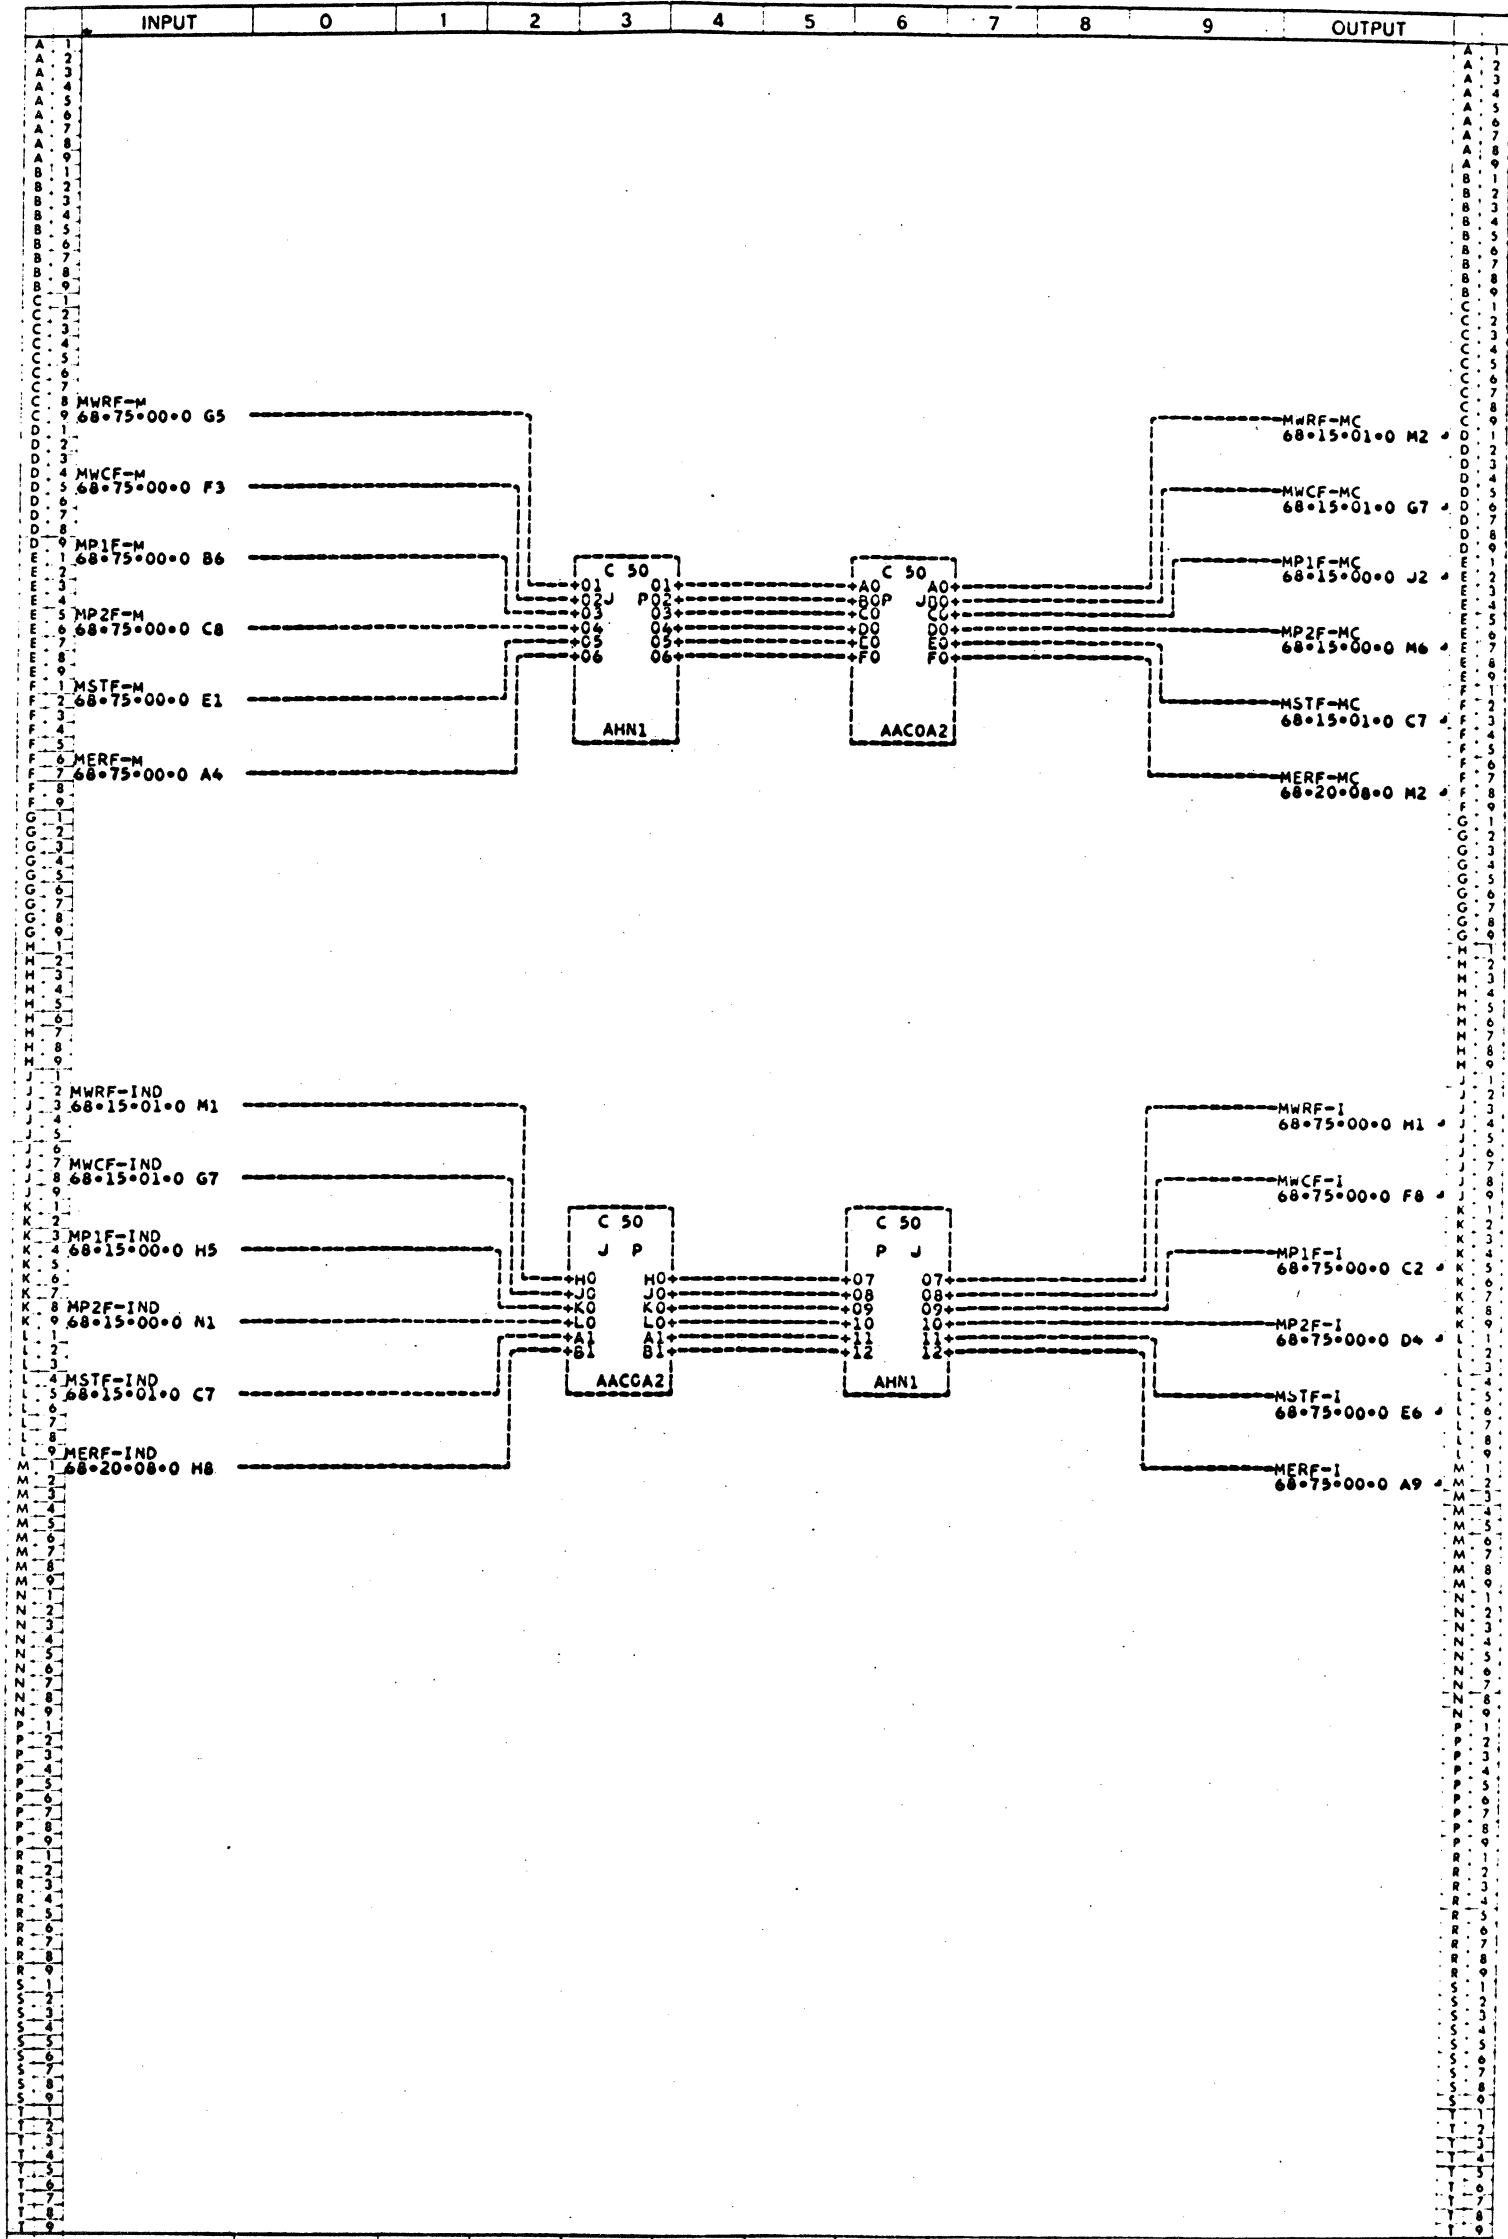 INPUT 0 1 2 3 4 5 6 7 8 9 OUTPUT
MWRF-M
68•75•00•0 G5
MWRF-MC
68•15•01•0 M2
MWCF-M
68•75•00•0 F3
MWCF-MC
68•15•01•0 G7
MP1F-M
68•75•00•0 B6
MP1F-MC
68•15•00•0 J2
C 50
C 50
01 01 A0 A0
02 J P 02 B0 P J B0
03 03 C0 C0
MP2F-M
68•75•00•0 C8
04 04 D0 D0
MP2F-MC
68•15•00•0 M6
05 05 E0 E0
06 06 F0 F0
MSTF-M
68•75•00•0 E1
MSTF-MC
68•15•01•0 C7
AHN1
AAC0A2
MERF-M
68•75•00•0 A4
MERF-MC
68•20•08•0 M2
MWRF-IND
68•15•01•0 M1
MWRF-I
68•75•00•0 H1
MWCF-IND
68•15•01•0 G7
MWCF-I
68•75•00•0 F8
C 50
C 50
MP1F-IND
68•15•00•0 H5
J P
P J
MP1F-I
68•75•00•0 C2
H0 H0 07 07
J0 J0 08 08
K0 K0 09 09
MP2F-IND
68•15•00•0 N1
L0 L0 10 10
MP2F-I
68•75•00•0 D4
A1 A1 11 11
B1 B1 12 12
MSTF-IND
68•15•01•0 C7
AAC0A2
AHN1
MSTF-I
68•75•00•0 E6
MERF-IND
68•20•08•0 H8
MERF-I
68•75•00•0 A9